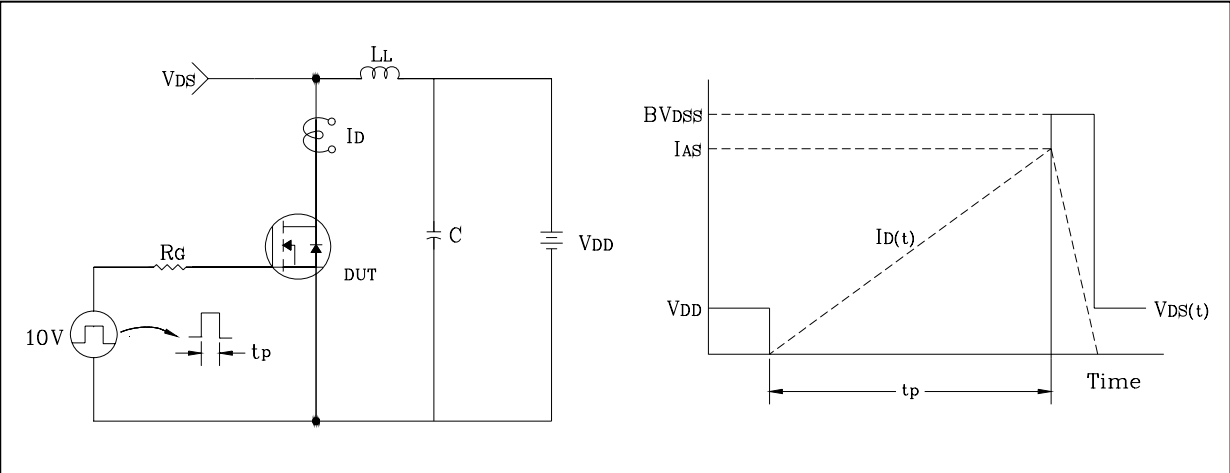 LL
VDS
ID
C
VDD
RG
DUT
10V
tp
BVDSS
IAS
ID(t)
VDD
VDS(t)
Time
tp